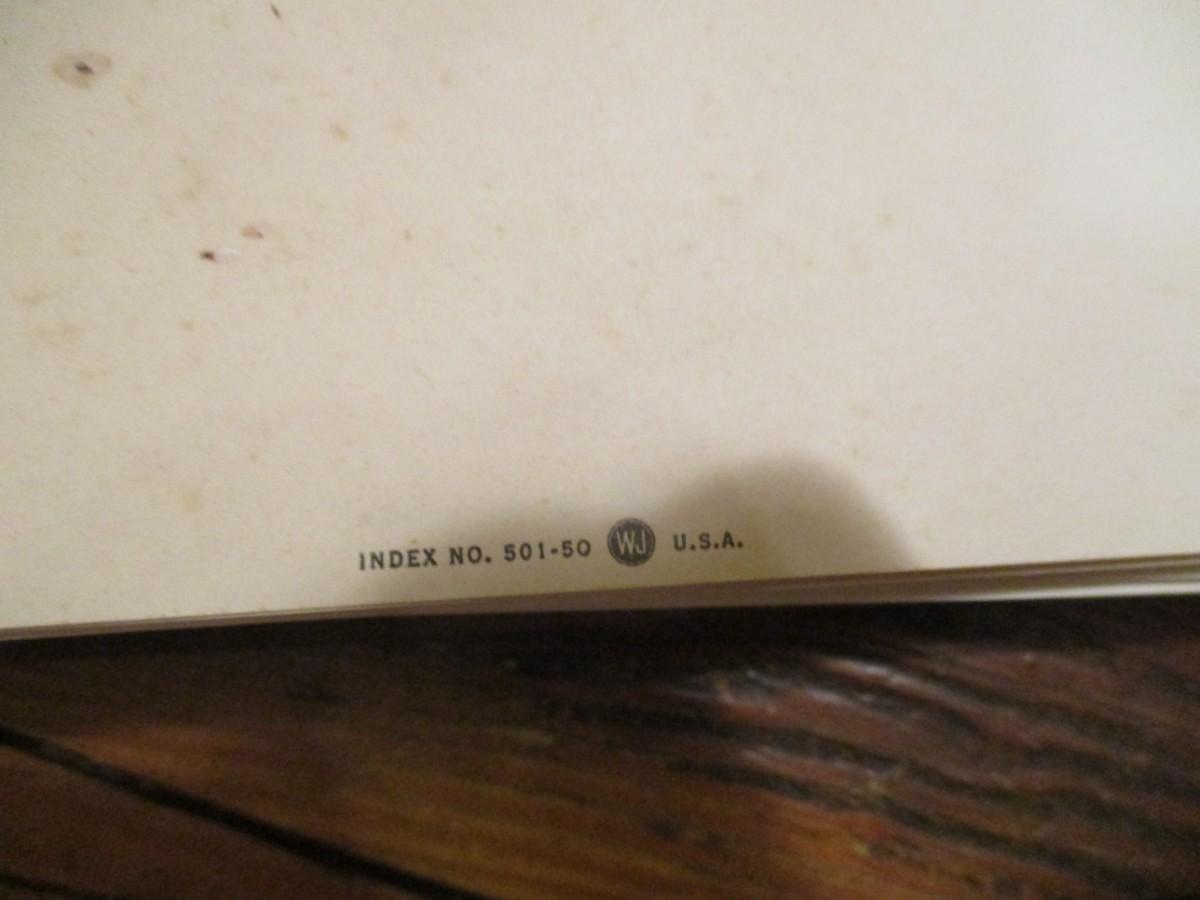 INDEX NO. 501-50 WJ U.S.A.